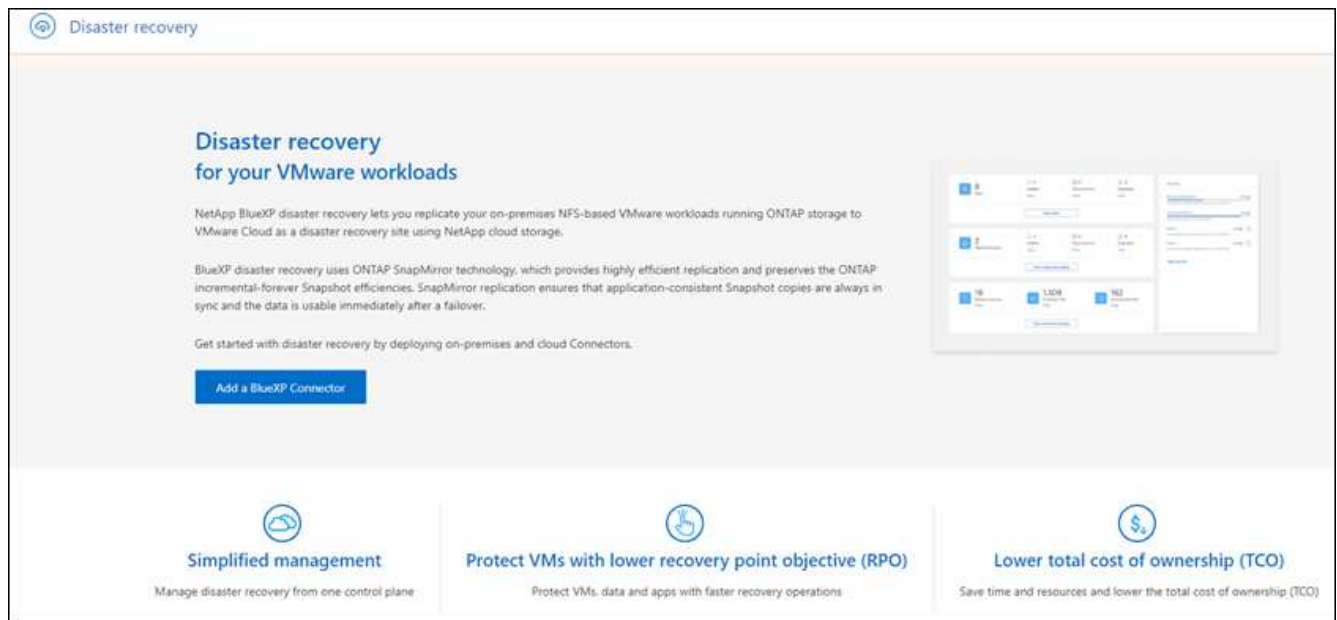 Disaster recovery
Disaster recovery
for your VMware workloads
NetApp BlueXP disaster recovery lets you replicate your on-premises NFS-based VMware workloads running ONTAP storage to
VMware Cloud as a disaster recovery site using NetApp cloud storage.
BlueXP disaster recovery uses ONTAP SnapMirror technology, which provides highly efficient replication and preserves the ONTAP
incremental-forever Snapshot efficiencies. SnapMirror replication ensures that application-consistent Snapshot copies are always in
sync and the data is usable immediately after a failover.
Get started with disaster recovery by deploying on-premises and cloud Connectors.
Add a BlueXP Connector
Simplified management
Manage disaster recovery from one control plane
Protect VMs with lower recovery point objective (RPO)
Protect VMs, data and apps with faster recovery operations
Lower total cost of ownership (TCO)
Save time and resources and lower the total cost of ownership (TCO)